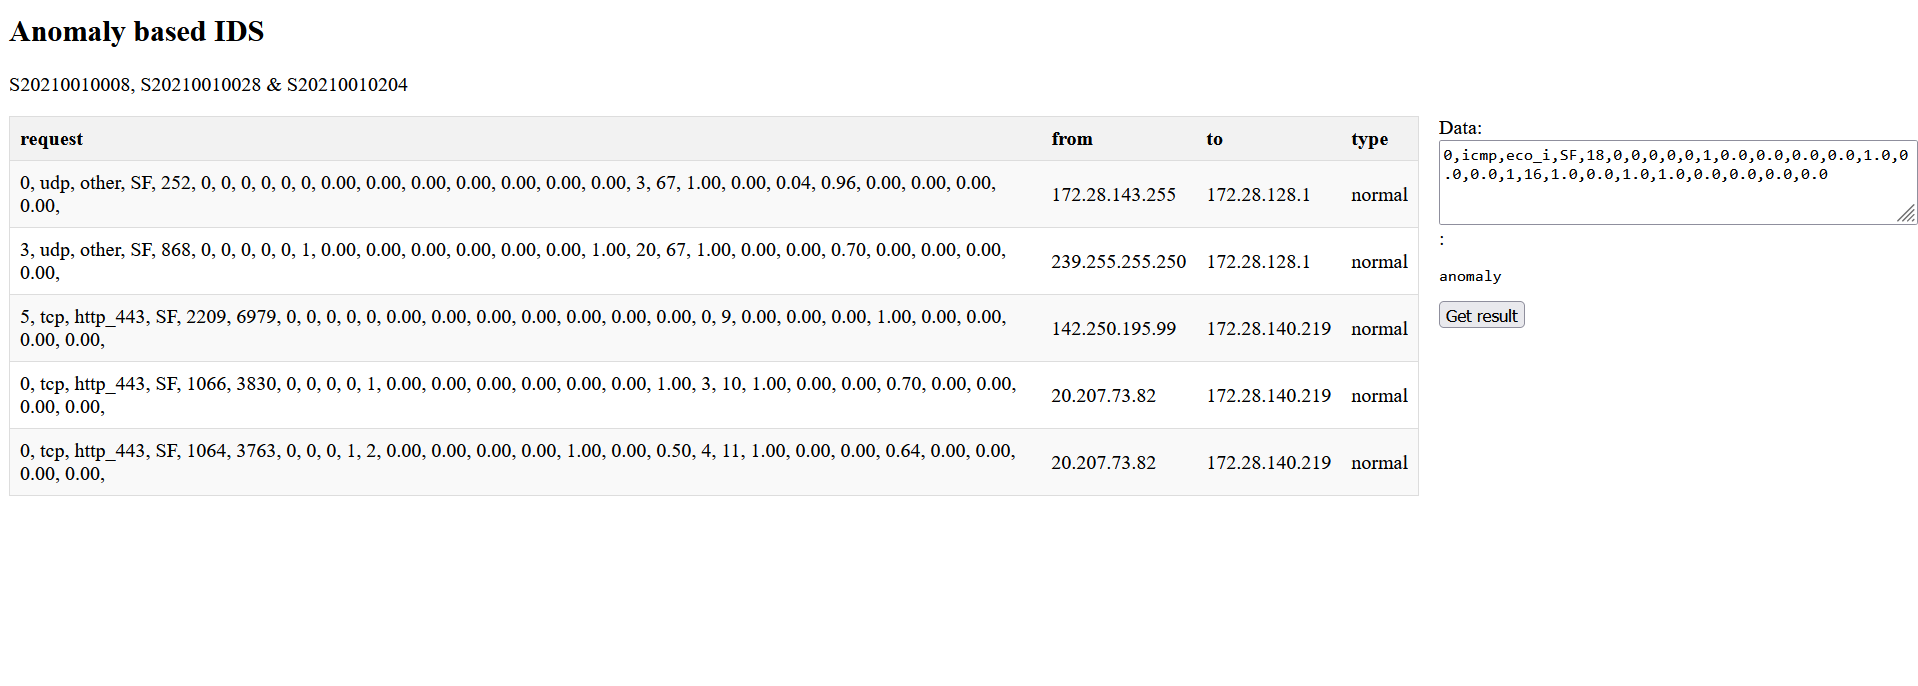 Anomaly based IDS
S20210010008, S20210010028 & S20210010204
request from to type
0, udp, other, SF, 252, 0, 0, 0, 0, 0, 0, 0.00, 0.00, 0.00, 0.00, 0.00, 0.00, 0.00, 3, 67, 1.00, 0.00, 0.04, 0.96, 0.00, 0.00, 0.00,
0.00,
172.28.143.255 172.28.128.1 normal
3, udp, other, SF, 868, 0, 0, 0, 0, 0, 1, 0.00, 0.00, 0.00, 0.00, 0.00, 0.00, 1.00, 20, 67, 1.00, 0.00, 0.00, 0.70, 0.00, 0.00, 0.00,
0.00,
239.255.255.250 172.28.128.1 normal
5, tcp, http_443, SF, 2209, 6979, 0, 0, 0, 0, 0, 0.00, 0.00, 0.00, 0.00, 0.00, 0.00, 0.00, 0, 9, 0.00, 0.00, 0.00, 1.00, 0.00, 0.00,
0.00, 0.00,
142.250.195.99 172.28.140.219 normal
0, tcp, http_443, SF, 1066, 3830, 0, 0, 0, 0, 1, 0.00, 0.00, 0.00, 0.00, 0.00, 0.00, 1.00, 3, 10, 1.00, 0.00, 0.00, 0.70, 0.00, 0.00,
0.00, 0.00,
20.207.73.82 172.28.140.219 normal
0, tcp, http_443, SF, 1064, 3763, 0, 0, 0, 1, 2, 0.00, 0.00, 0.00, 0.00, 1.00, 0.00, 0.50, 4, 11, 1.00, 0.00, 0.00, 0.64, 0.00, 0.00,
0.00, 0.00,
20.207.73.82 172.28.140.219 normal
Data:
0,icmp,eco_i,SF,18,0,0,0,0,0,1,0.0,0.0,0.0,0.0,1.0,0
.0,0.0,1,16,1.0,0.0,1.0,1.0,0.0,0.0,0.0,0.0
:
anomaly
Get result